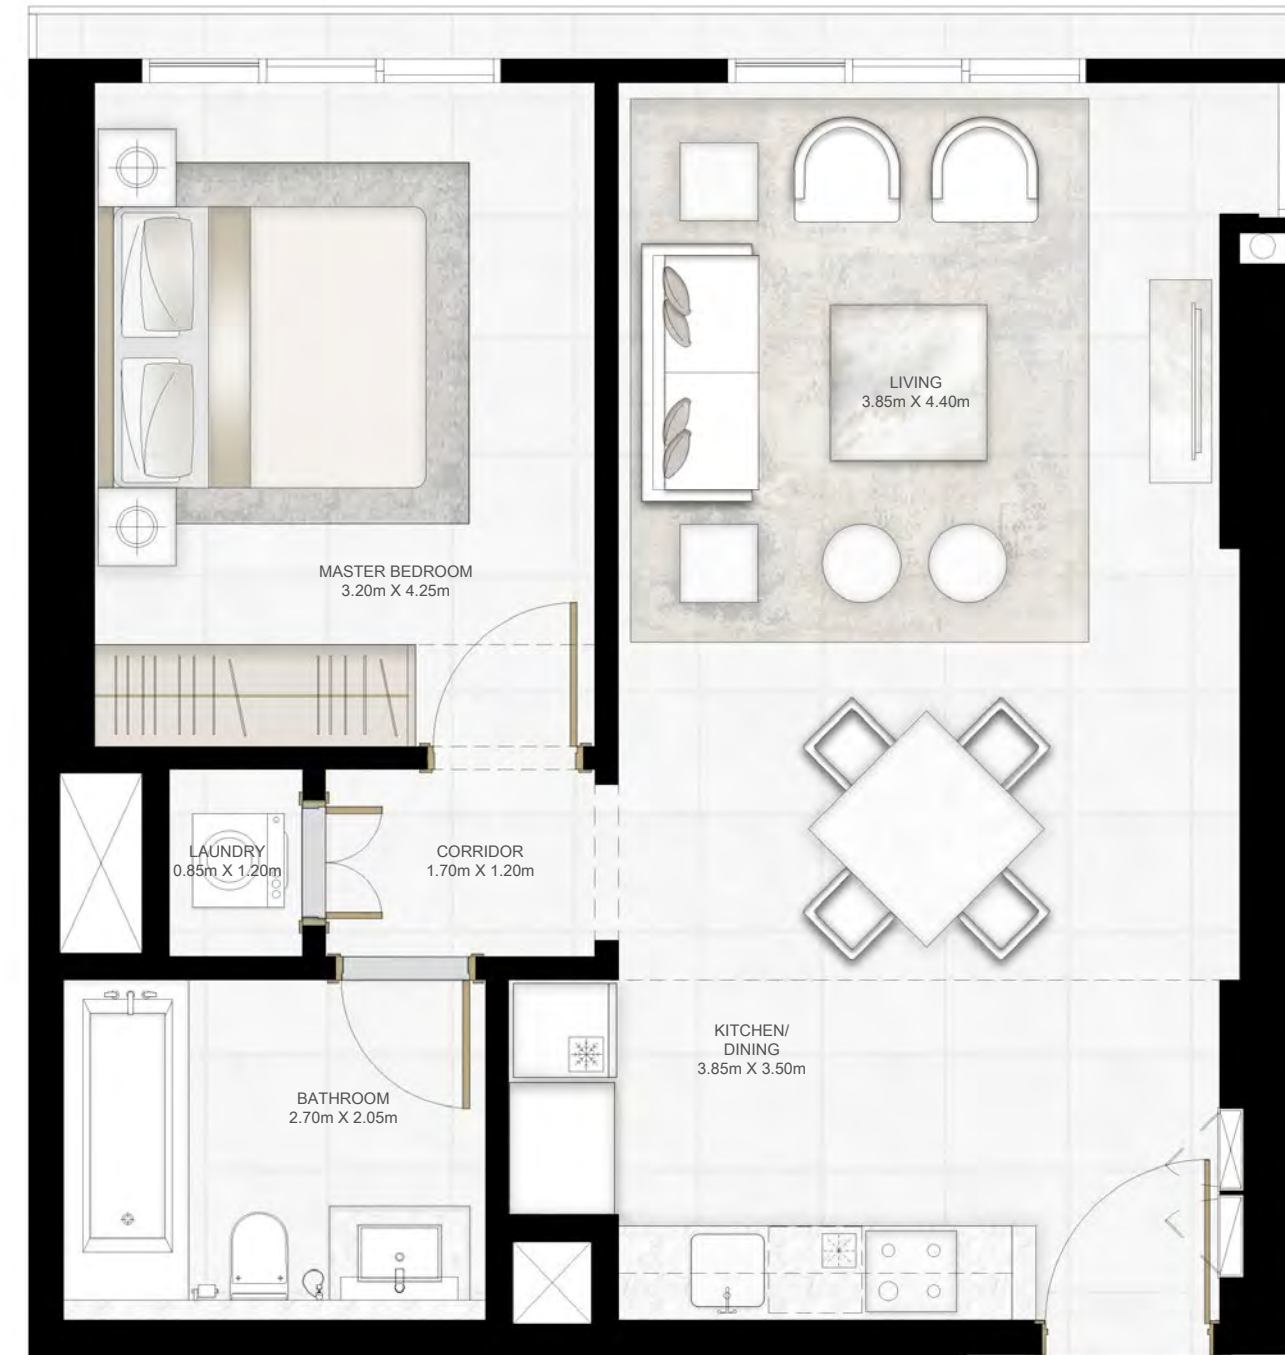 LIVING
3.85m X 4.40m
MASTER BEDROOM
3.20m X 4.25m
LAUNDRY
0.85m X 1.20m
CORRIDOR
1.70m X 1.20m
KITCHEN/
DINING
3.85m X 3.50m
BATHROOM
2.70m X 2.05m